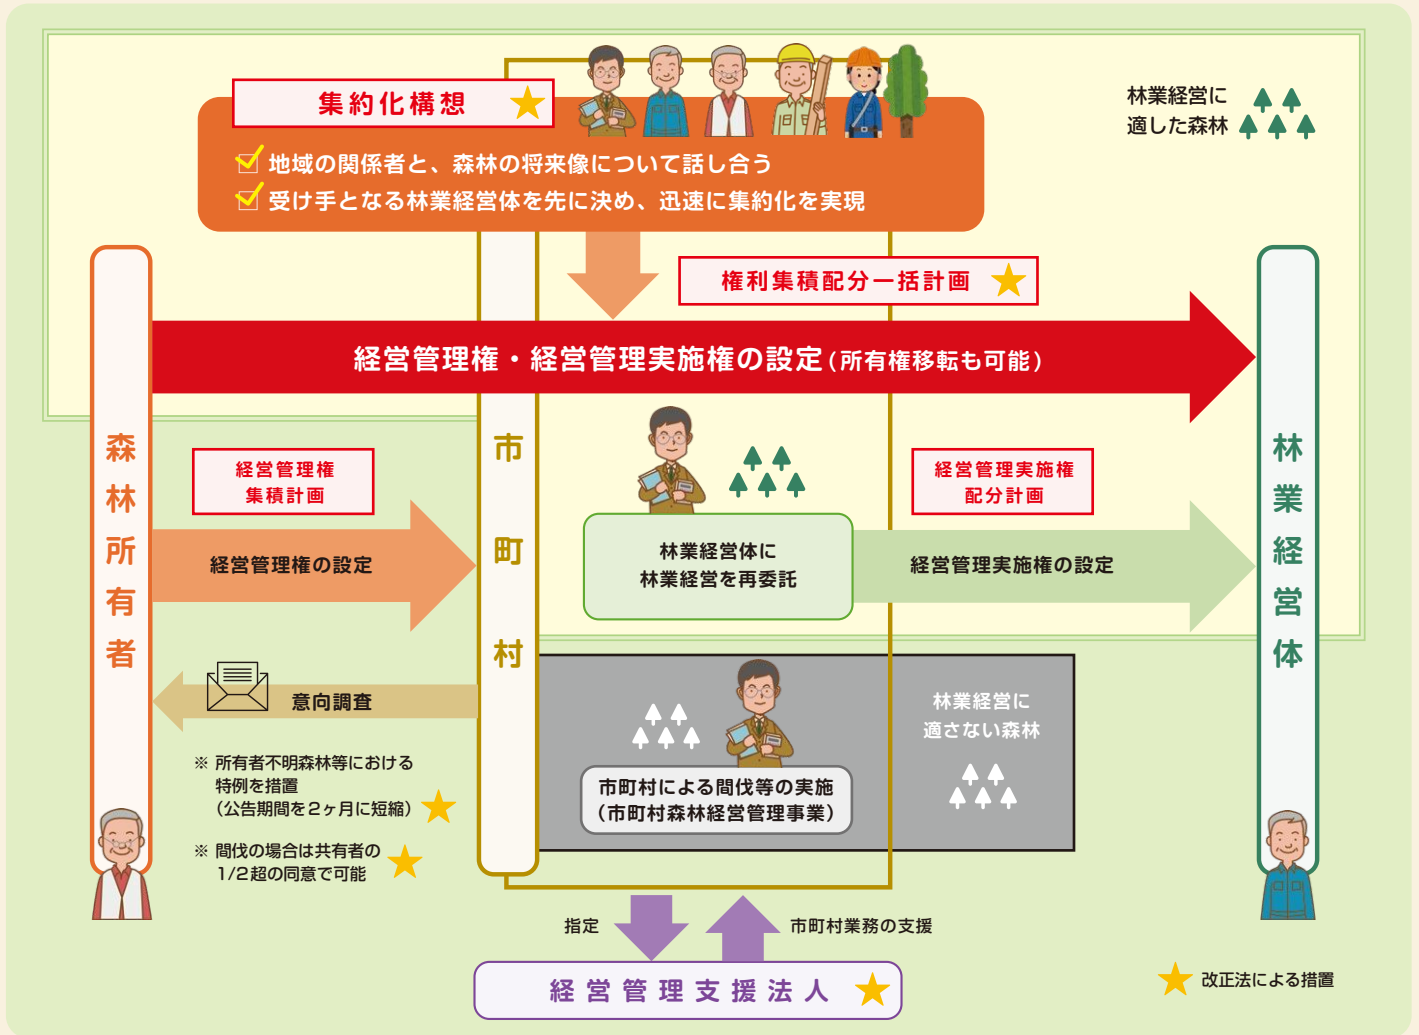 集約化構想
地域の関係者と、森林の将来像について話し合う
受け手となる林業経営体を先に決め、迅速に集約化を実現
林業経営に
適した森林
権利集積配分一括計画
経営管理権・経営管理実施権の設定(所有権移転も可能)
森林所有者
市町村
林業経営体
経営管理権
集積計画
経営管理権の設定
林業経営体に
林業経営を再委託
経営管理実施権
配分計画
経営管理実施権の設定
意向調査
※ 所有者不明森林等における
特例を措置
(公告期間を2ヶ月に短縮)
※ 間伐の場合は共有者の
1/2超の同意で可能
林業経営に
適さない森林
市町村による間伐等の実施
(市町村森林経営管理事業)
指定
市町村業務の支援
経営管理支援法人
改正法による措置